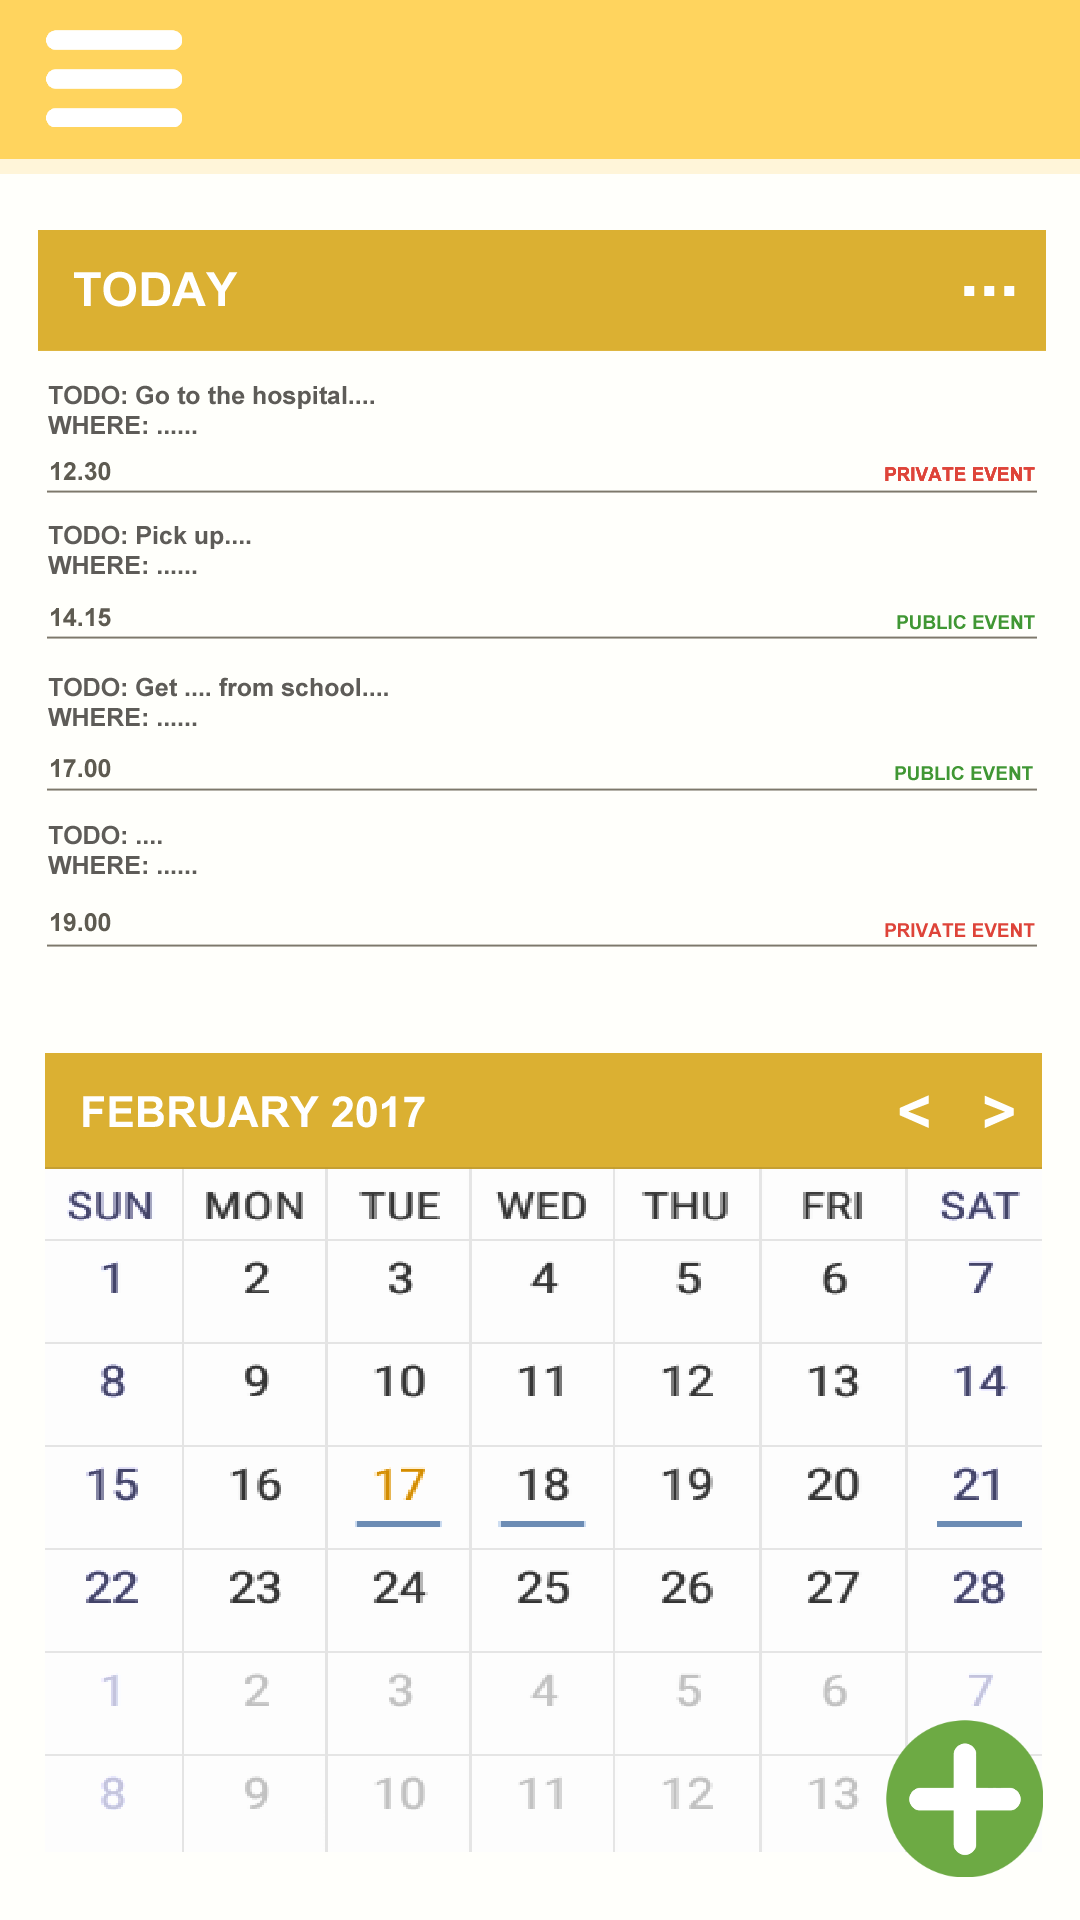 TODAY ...
TODO: Go to the hospital....
WHERE: ......
12.30 PRIVATE EVENT
TODO: Pick up....
WHERE: ......
14.15 PUBLIC EVENT
TODO: Get .... from school....
WHERE: ......
17.00 PUBLIC EVENT
TODO: ....
WHERE: ......
19.00 PRIVATE EVENT
FEBRUARY 2017 < >
SUN MON TUE WED THU FRI SAT
1 2 3 4 5 6 7
8 9 10 11 12 13 14
15 16 17 18 19 20 21
22 23 24 25 26 27 28
1 2 3 4 5 6 7
8 9 10 11 12 13